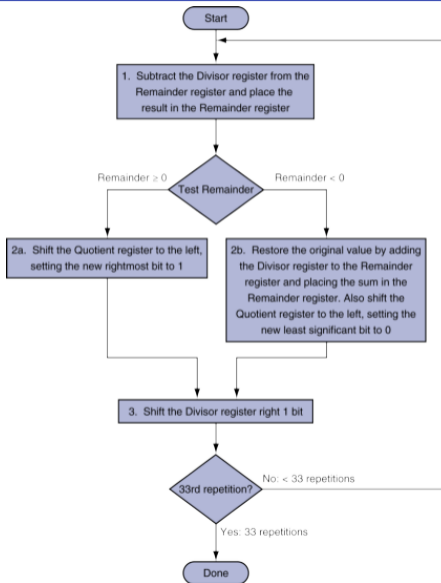 Start
1. Subtract the Divisor register from the
Remainder register and place the
result in the Remainder register
Remainder ≥ 0
Test Remainder
Remainder < 0
2a. Shift the Quotient register to the left,
setting the new rightmost bit to 1
2b. Restore the original value by adding
the Divisor register to the Remainder
register and placing the sum in the
Remainder register. Also shift the
Quotient register to the left, setting the
new least significant bit to 0
3. Shift the Divisor register right 1 bit
33rd repetition?
No: < 33 repetitions
Yes: 33 repetitions
Done